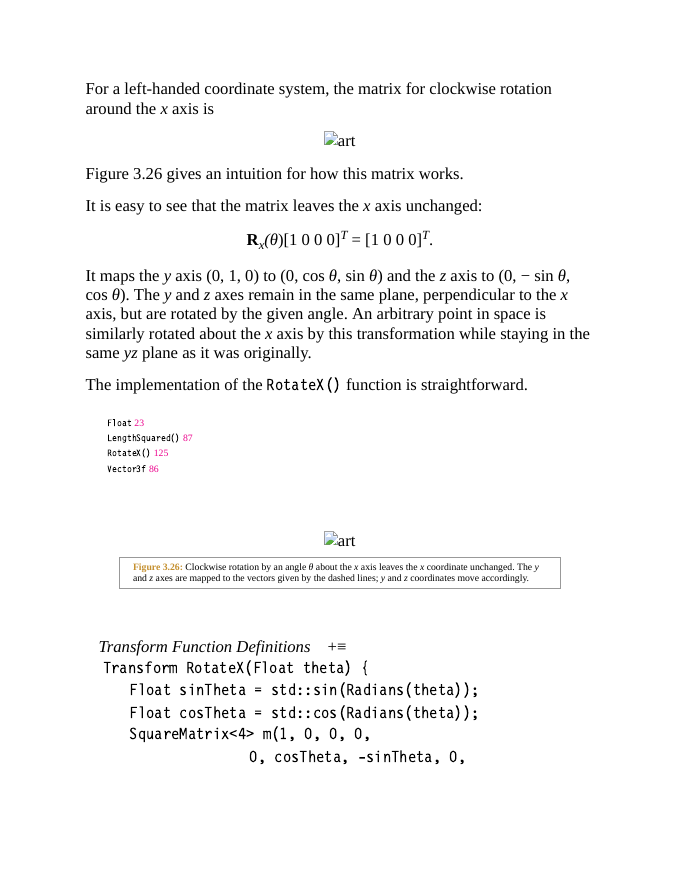 For a left-handed coordinate system, the matrix for clockwise rotation
around the x axis is
art
Figure 3.26 gives an intuition for how this matrix works.
It is easy to see that the matrix leaves the x axis unchanged:
Rₓ(θ)[1 0 0 0]ᵀ = [1 0 0 0]ᵀ.
It maps the y axis (0, 1, 0) to (0, cos θ, sin θ) and the z axis to (0, − sin θ,
cos θ). The y and z axes remain in the same plane, perpendicular to the x
axis, but are rotated by the given angle. An arbitrary point in space is
similarly rotated about the x axis by this transformation while staying in the
same yz plane as it was originally.
The implementation of the RotateX() function is straightforward.
Float 23
LengthSquared() 87
RotateX() 125
Vector3f 86
art
Figure 3.26: Clockwise rotation by an angle θ about the x axis leaves the x coordinate unchanged. The y
and z axes are mapped to the vectors given by the dashed lines; y and z coordinates move accordingly.
Transform Function Definitions +≡
Transform RotateX(Float theta) {
Float sinTheta = std::sin(Radians(theta));
Float cosTheta = std::cos(Radians(theta));
SquareMatrix<4> m(1, 0, 0, 0,
0, cosTheta, -sinTheta, 0,